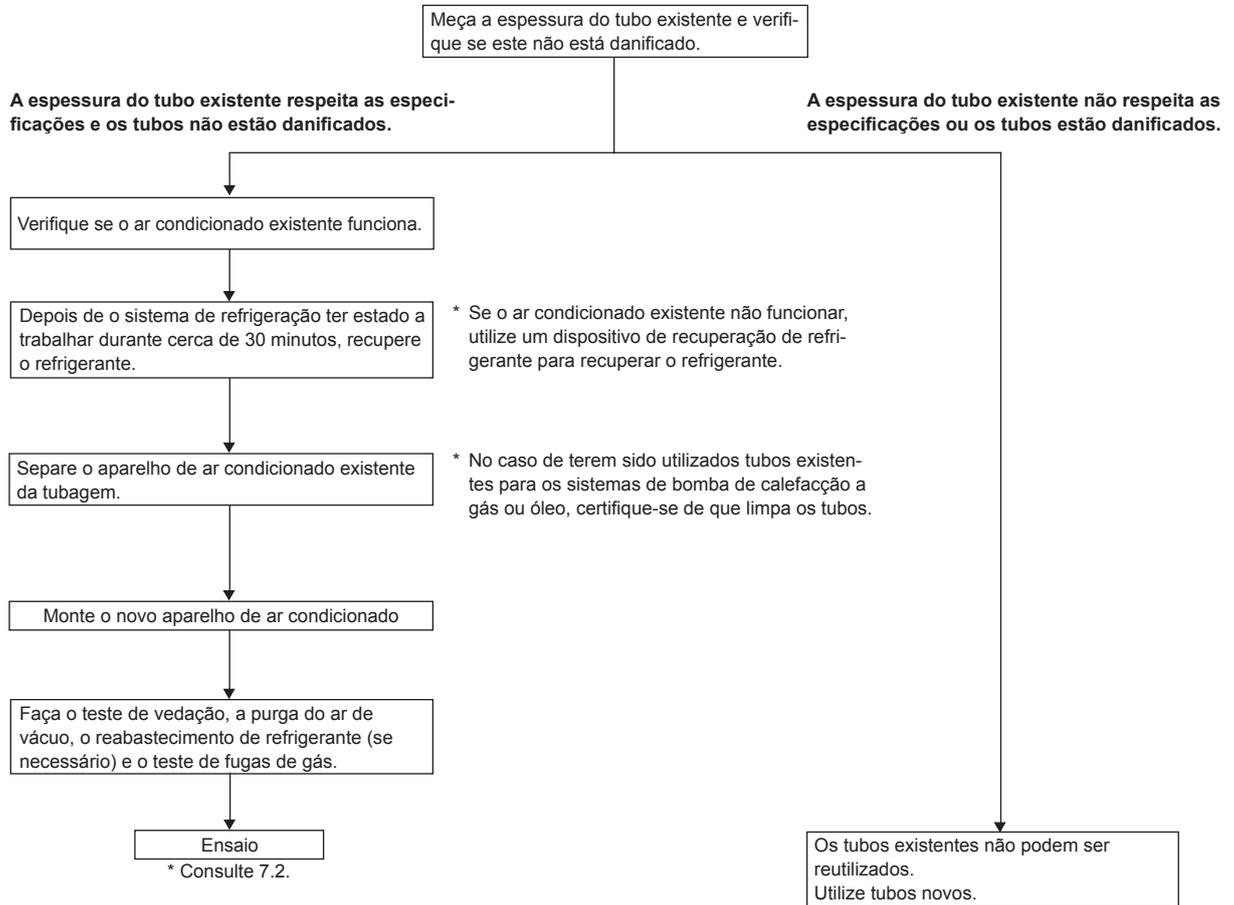 Meça a espessura do tubo existente e verifi-
que se este não está danificado.
A espessura do tubo existente respeita as especi-
ficações e os tubos não estão danificados.
A espessura do tubo existente não respeita as
especificações ou os tubos estão danificados.
Verifique se o ar condicionado existente funciona.
Depois de o sistema de refrigeração ter estado a
trabalhar durante cerca de 30 minutos, recupere
o refrigerante.
* Se o ar condicionado existente não funcionar,
utilize um dispositivo de recuperação de refri-
gerante para recuperar o refrigerante.
Separe o aparelho de ar condicionado existente
da tubagem.
* No caso de terem sido utilizados tubos existen-
tes para os sistemas de bomba de calefacção a
gás ou óleo, certifique-se de que limpa os tubos.
Monte o novo aparelho de ar condicionado
Faça o teste de vedação, a purga do ar de
vácuo, o reabastecimento de refrigerante (se
necessário) e o teste de fugas de gás.
Ensaio
* Consulte 7.2.
Os tubos existentes não podem ser
reutilizados.
Utilize tubos novos.